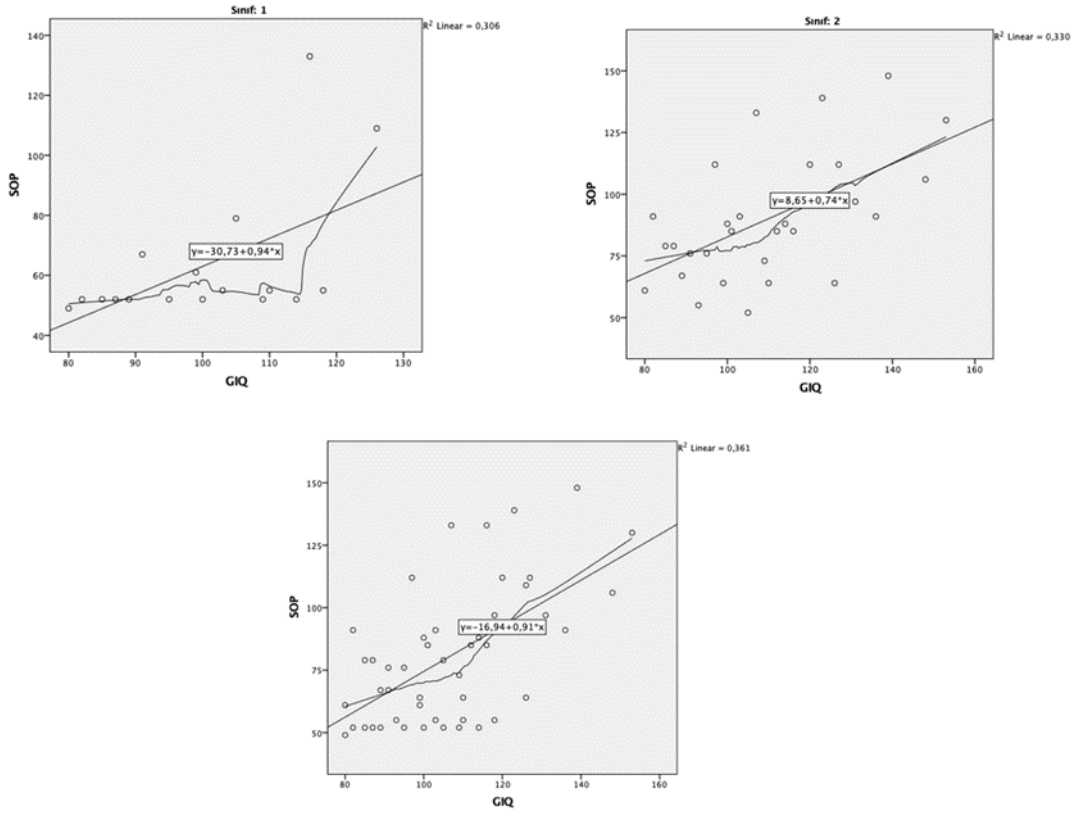 Sınıf: 1
R² Linear = 0,306
140
120
100
80
60
40
SOP
y=−30,73+0,94*x
80 90 100 110 120 130
GIQ
Sınıf: 2
R² Linear = 0,330
150
125
100
75
50
SOP
y=8,65+0,74*x
80 100 120 140 160
GIQ
R² Linear = 0,361
150
125
100
75
50
SOP
y=−16,94+0,91*x
80 100 120 140 160
GIQ